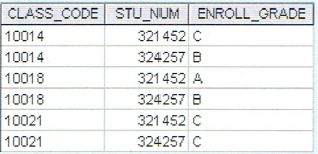 CLASS_CODE STU_NUM ENROLL_GRADE
10014 321452 C
10014 324257 B
10018 321452 A
10018 324257 B
10021 321452 C
10021 324257 C